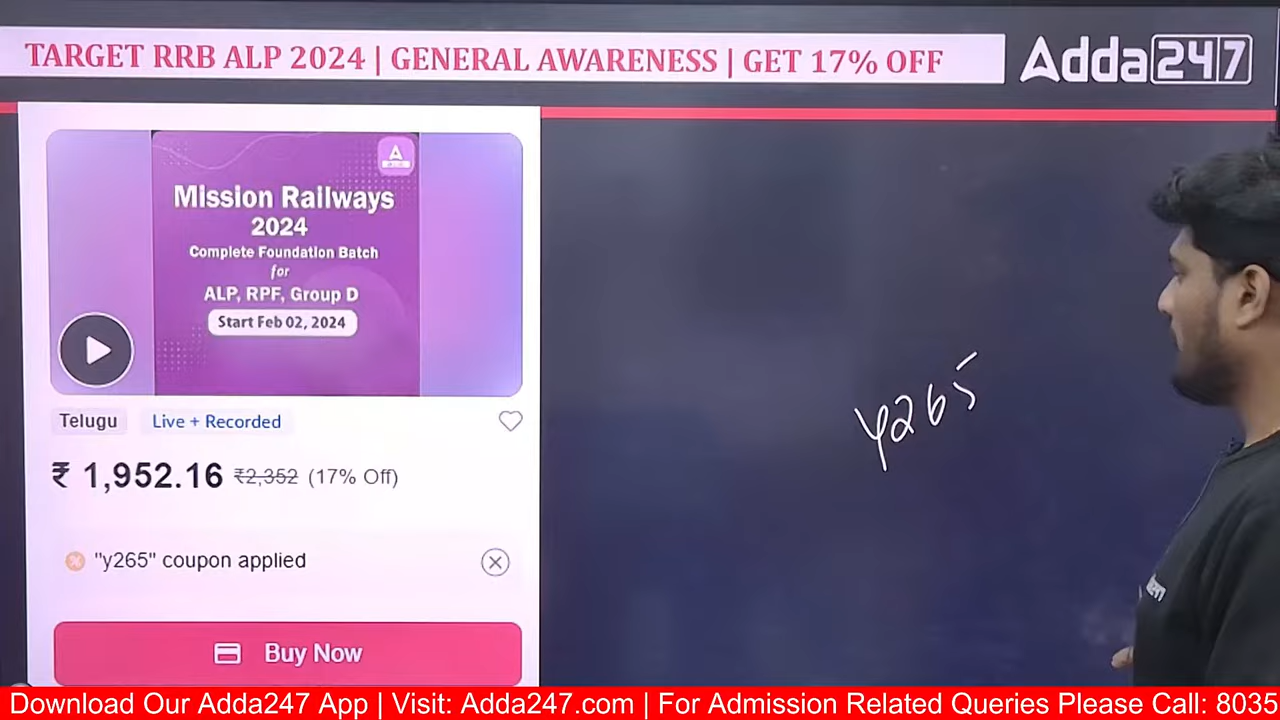 TARGET RRB ALP 2024 | GENERAL AWARENESS | GET 17% OFF
Adda247
Mission Railways
2024
Complete Foundation Batch
for
ALP, RPF, Group D
Start Feb 02, 2024
Telugu Live + Recorded
₹ 1,952.16 ₹2,352 (17% Off)
"y265" coupon applied
Buy Now
Y265
Download Our Adda247 App | Visit: Adda247.com | For Admission Related Queries Please Call: 8035